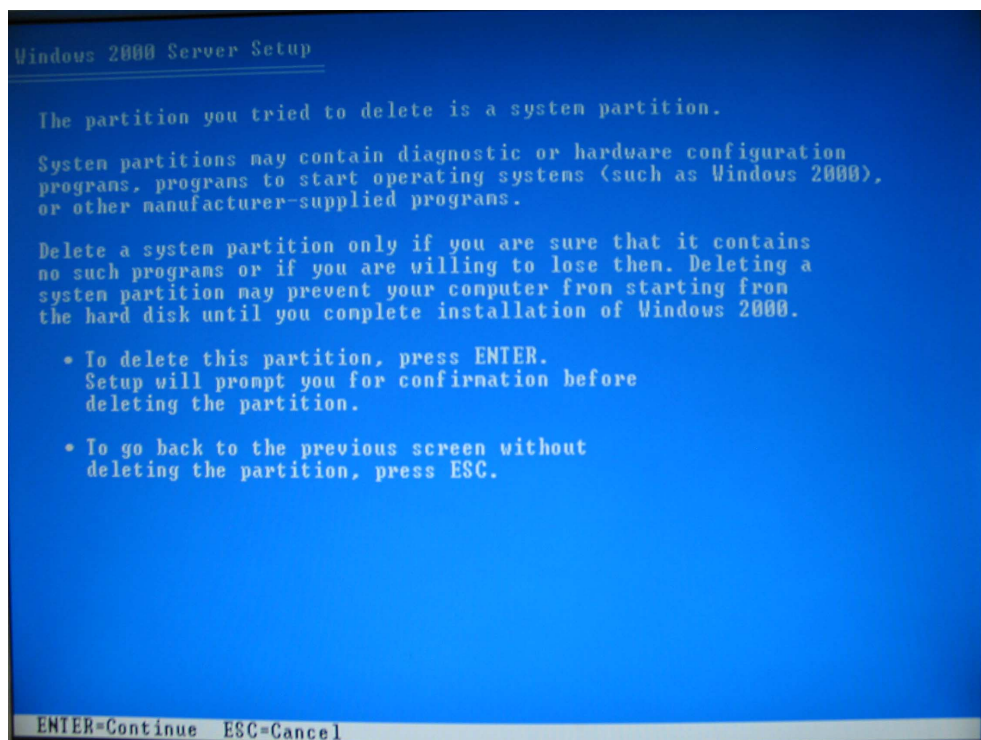 Windows 2000 Server Setup
The partition you tried to delete is a system partition.
System partitions may contain diagnostic or hardware configuration
programs, programs to start operating systems (such as Windows 2000),
or other manufacturer-supplied programs.
Delete a system partition only if you are sure that it contains
no such programs or if you are willing to lose them. Deleting a
system partition may prevent your computer from starting from
the hard disk until you complete installation of Windows 2000.
• To delete this partition, press ENTER.
Setup will prompt you for confirmation before
deleting the partition.
• To go back to the previous screen without
deleting the partition, press ESC.
ENTER=Continue ESC=Cancel